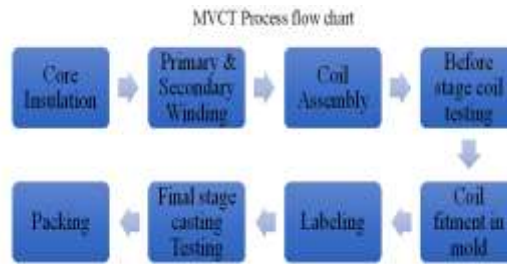 MVCT Process flow chart
Core
Insulation
Primary &
Secondary
Winding
Coil
Assembly
Before
stage coil
testing
Coil
fitment in
mold
Labeling
Final stage
casting
Testing
Packing